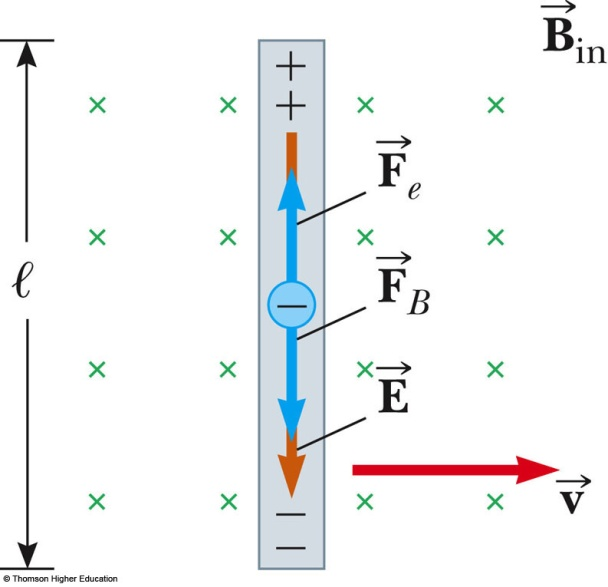 B⃗in
+
+
F⃗e
ℓ
−
F⃗B
E⃗
v⃗
−
−
© Thomson Higher Education